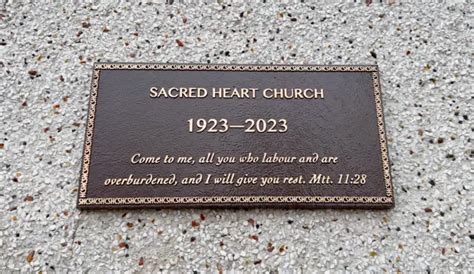 SACRED HEART CHURCH
1923—2023
Come to me, all you who labour and are
overburdened, and I will give you rest. Mtt. 11:28